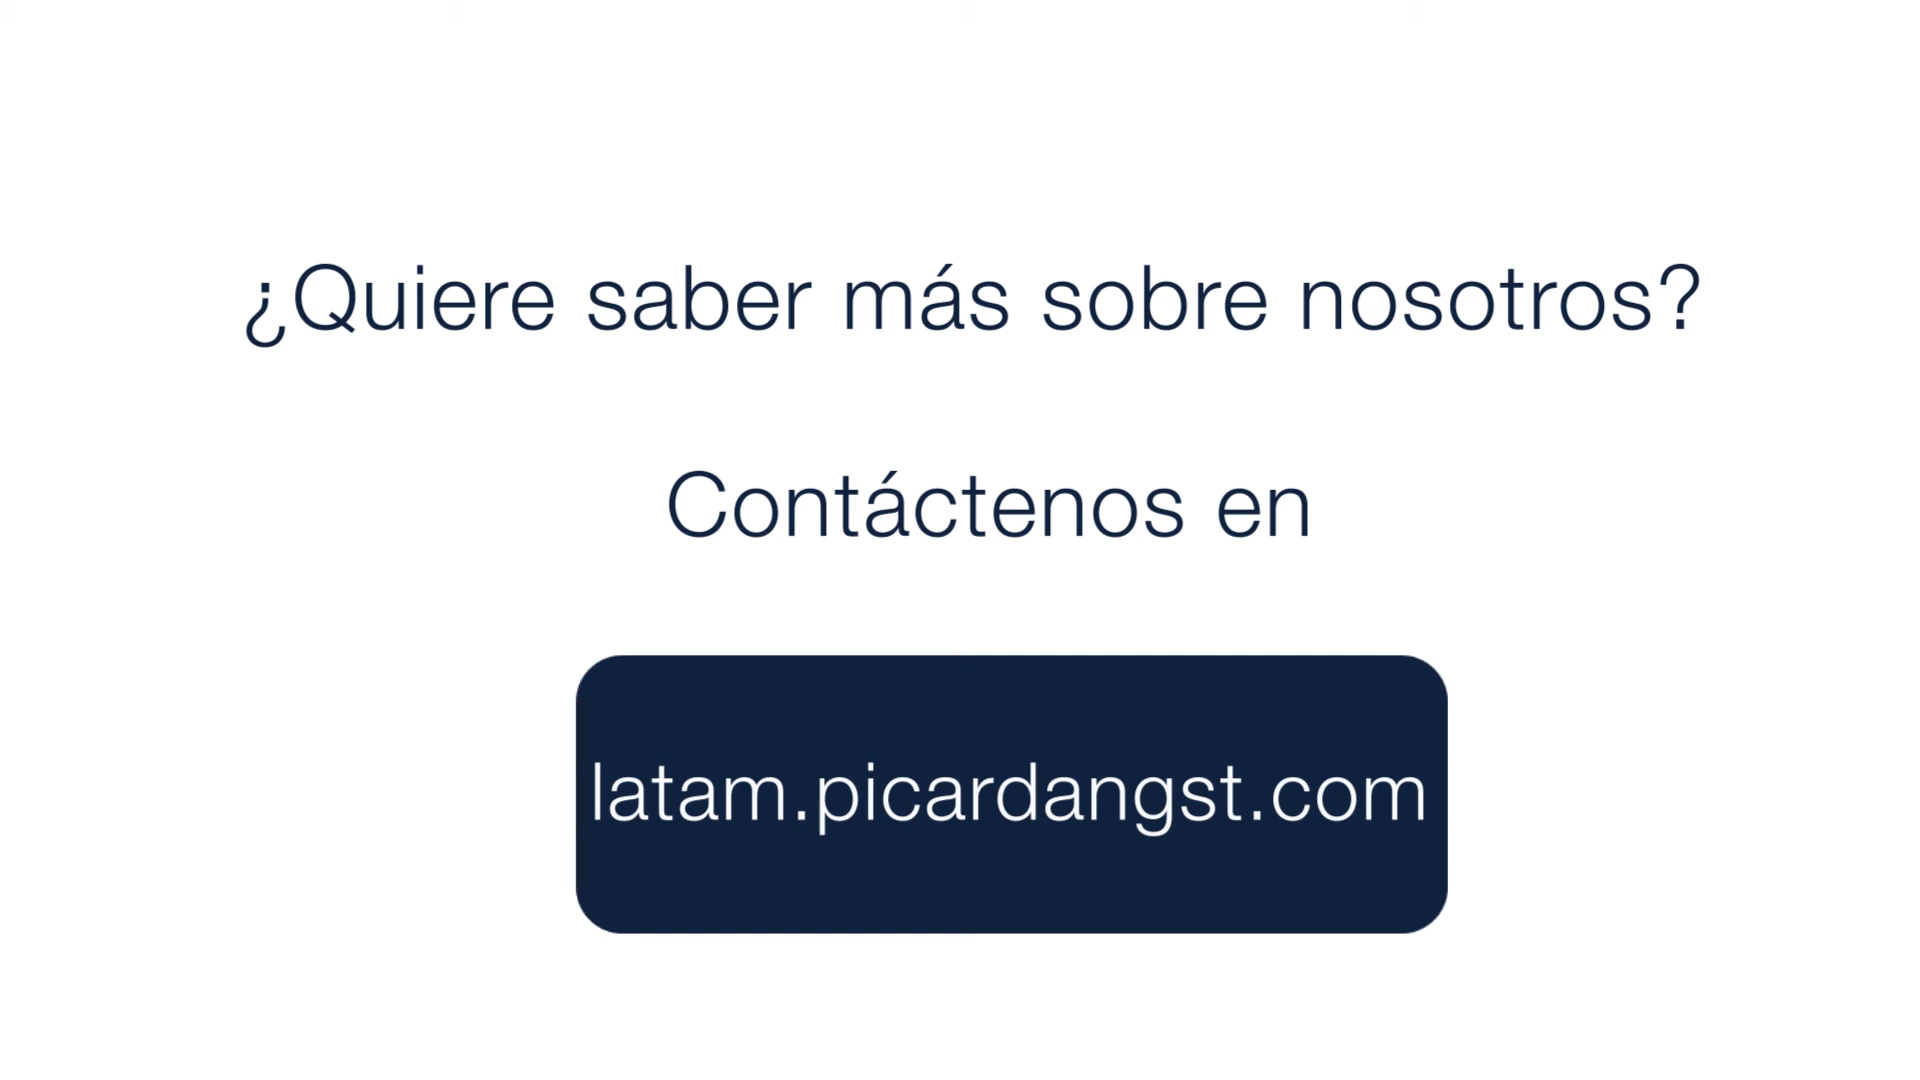 ¿Quiere saber más sobre nosotros?
Contáctenos en
latam.picardangst.com